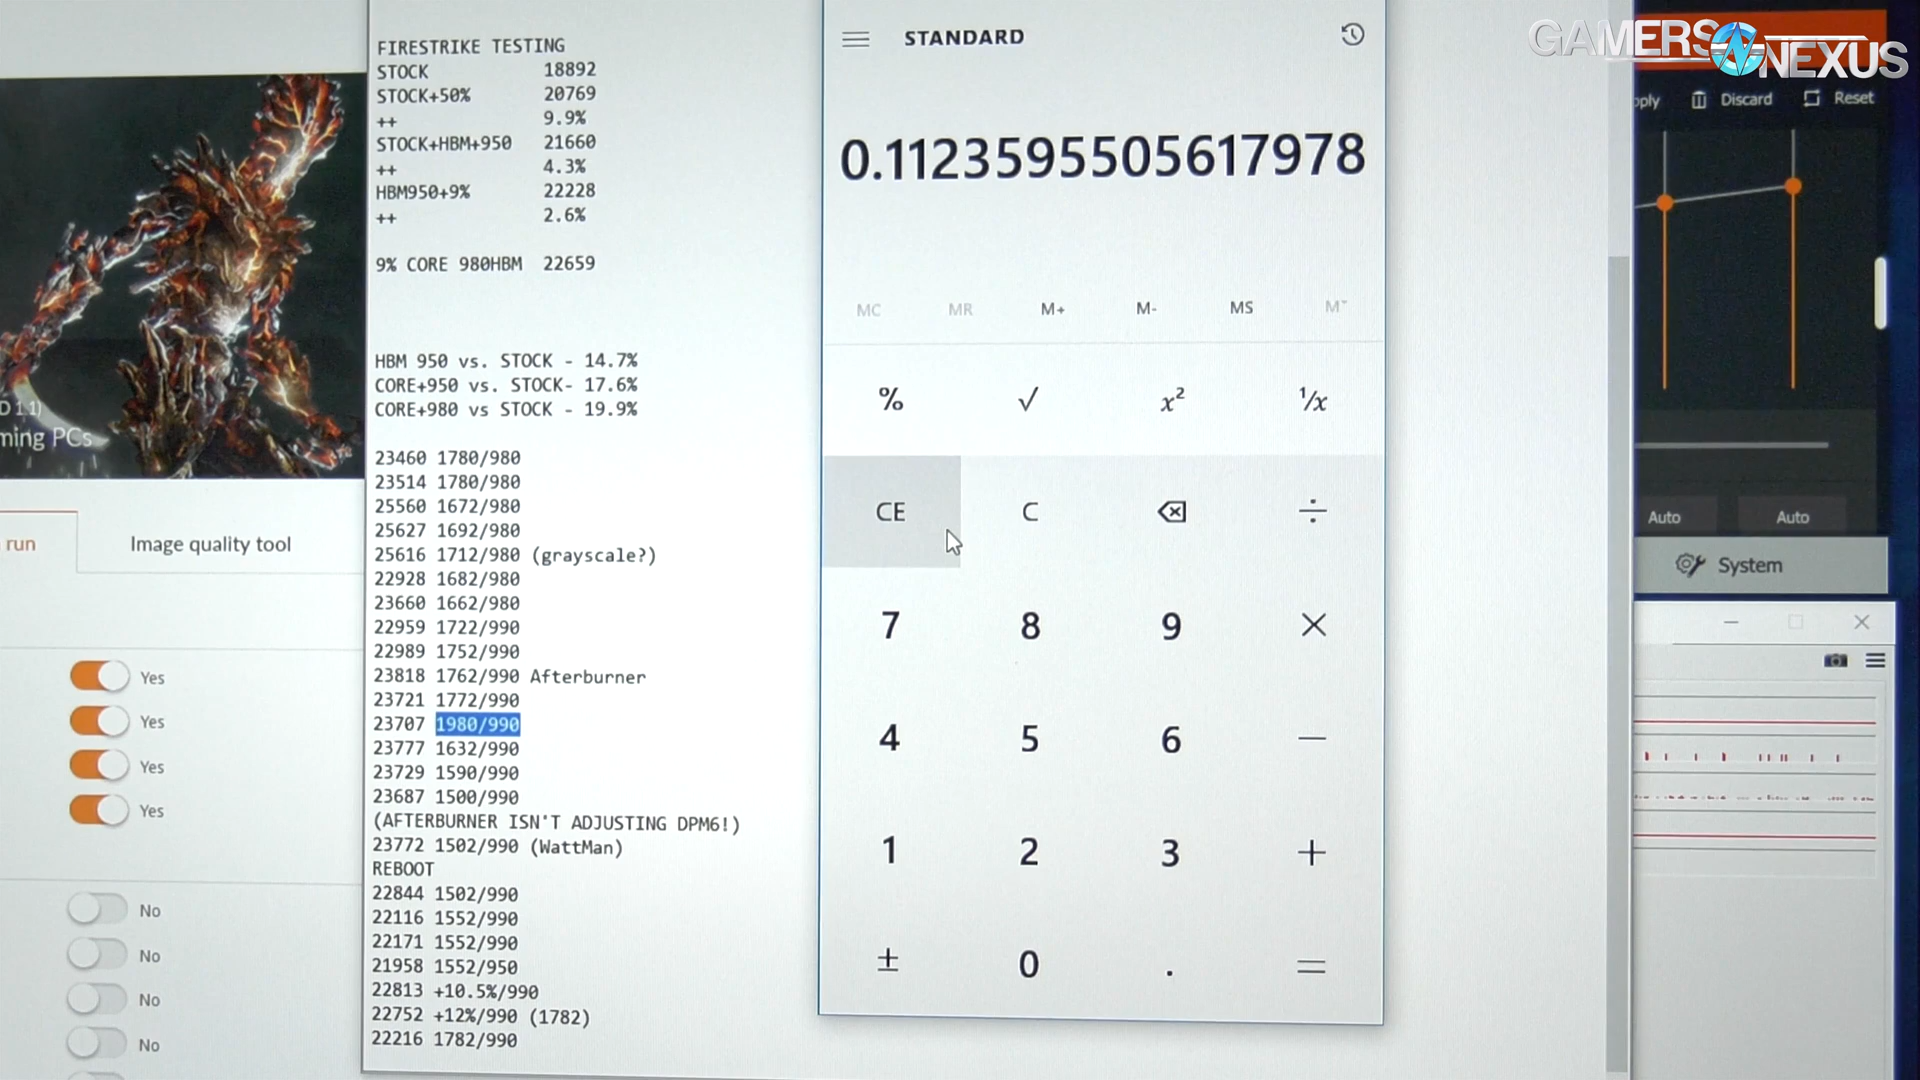 GAMERS NEXUS
FIRESTRIKE TESTING
STOCK 18892
STOCK+50% 20769
++ 9.9%
STOCK+HBM+950 21660
++ 4.3%
HBM950+9% 22228
++ 2.6%
9% CORE 980HBM 22659
HBM 950 vs. STOCK - 14.7%
CORE+950 vs. STOCK- 17.6%
CORE+980 vs STOCK - 19.9%
23460 1780/980
23514 1780/980
25560 1672/980
25627 1692/980
25616 1712/980 (grayscale?)
22928 1682/980
23660 1662/980
22959 1722/990
22989 1752/990
23818 1762/990 Afterburner
23721 1772/990
23707 1980/990
23777 1632/990
23729 1590/990
23687 1500/990
(AFTERBURNER ISN'T ADJUSTING DPM6!)
23772 1502/990 (WattMan)
REBOOT
22844 1502/990
22116 1552/990
22171 1552/990
21958 1552/950
22813 +10.5%/990
22752 +12%/990 (1782)
22216 1782/990
STANDARD
0.1123595505617978
MC MR M+ M- MS M˅
% √ x² ¹/x
CE C ÷
7 8 9 ×
4 5 6 −
1 2 3 +
± 0 . =
D 1.1)
ming PCs
run
Image quality tool
Yes
Yes
Yes
Yes
No
No
No
No
pply Discard Reset
Auto Auto
System